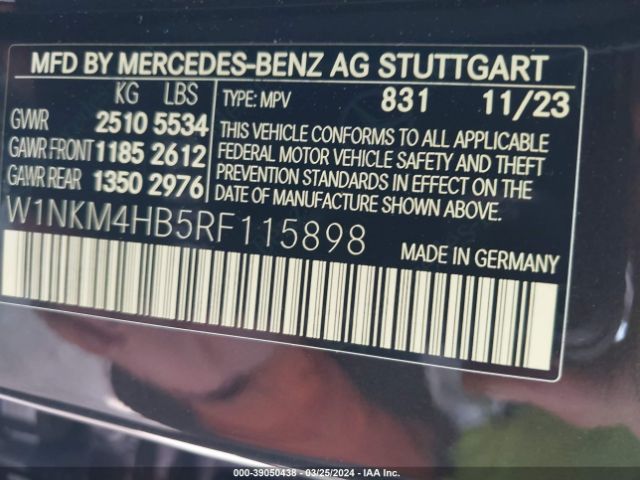 MFD BY MERCEDES-BENZ AG STUTTGART
KG LBS
GVWR 2510 5534
GAWR FRONT 1185 2612
GAWR REAR 1350 2976
TYPE: MPV 831 11/23
THIS VEHICLE CONFORMS TO ALL APPLICABLE
FEDERAL MOTOR VEHICLE SAFETY AND THEFT
PREVENTION STANDARDS IN EFFECT ON THE
DATE OF MANUFACTURE SHOWN ABOVE.
W1NKM4HB5RF115898
MADE IN GERMANY
000-39050438 - 03/25/2024 - IAA Inc.